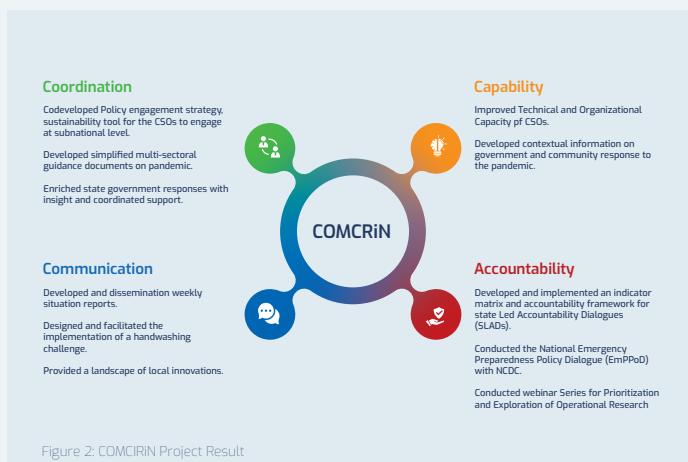 Coordination
Codeveloped Policy engagement strategy,
sustainability tool for the CSOs to engage
at subnational level.
Developed simplified multi-sectoral
guidance documents on pandemic.
Enriched state government responses with
insight and coordinated support.
Capability
Improved Technical and Organizational
Capacity pf CSOs.
Developed contextual information on
government and community response to
the pandemic.
COMCRiN
Communication
Developed and dissemination weekly
situation reports.
Designed and facilitated the
implementation of a handwashing
challenge.
Provided a landscape of local innovations.
Accountability
Developed and implemented an indicator
matrix and accountability framework for
state Led Accountability Dialogues
(SLADs).
Conducted the National Emergency
Preparedness Policy Dialogue (EmPPoD)
with NCDC.
Conducted webinar Series for Prioritization
and Exploration of Operational Research
Figure 2: COMCIRiN Project Result